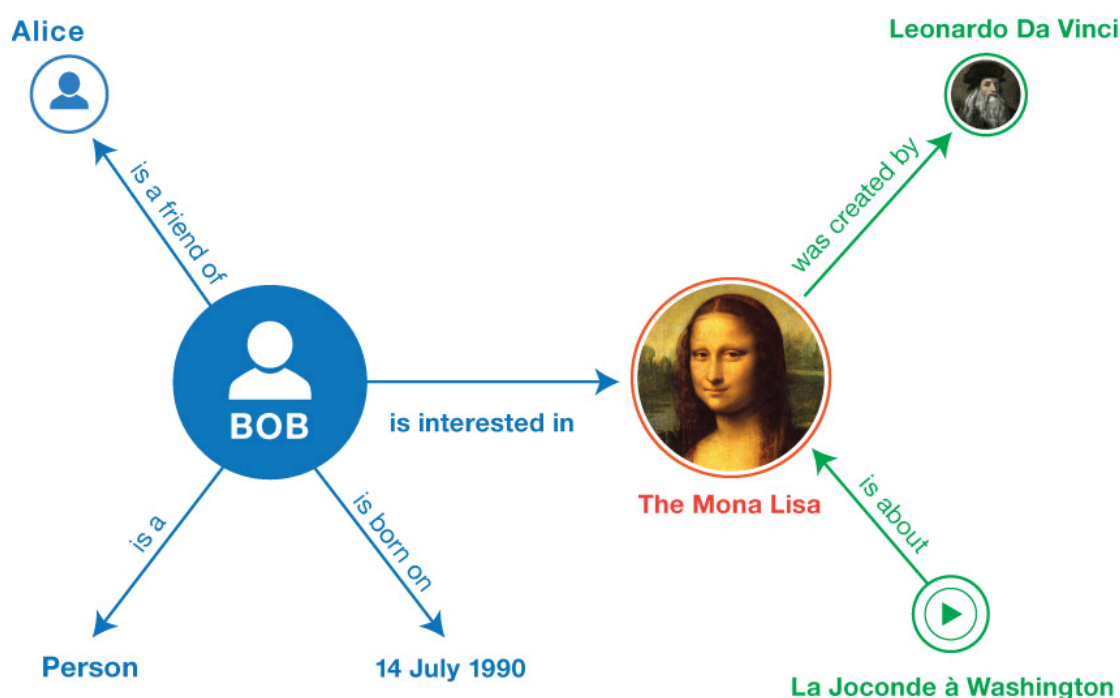 Alice
Leonardo Da Vinci
is a friend of
was created by
BOB
is interested in
The Mona Lisa
is a
is born on
is about
Person
14 July 1990
La Joconde à Washington